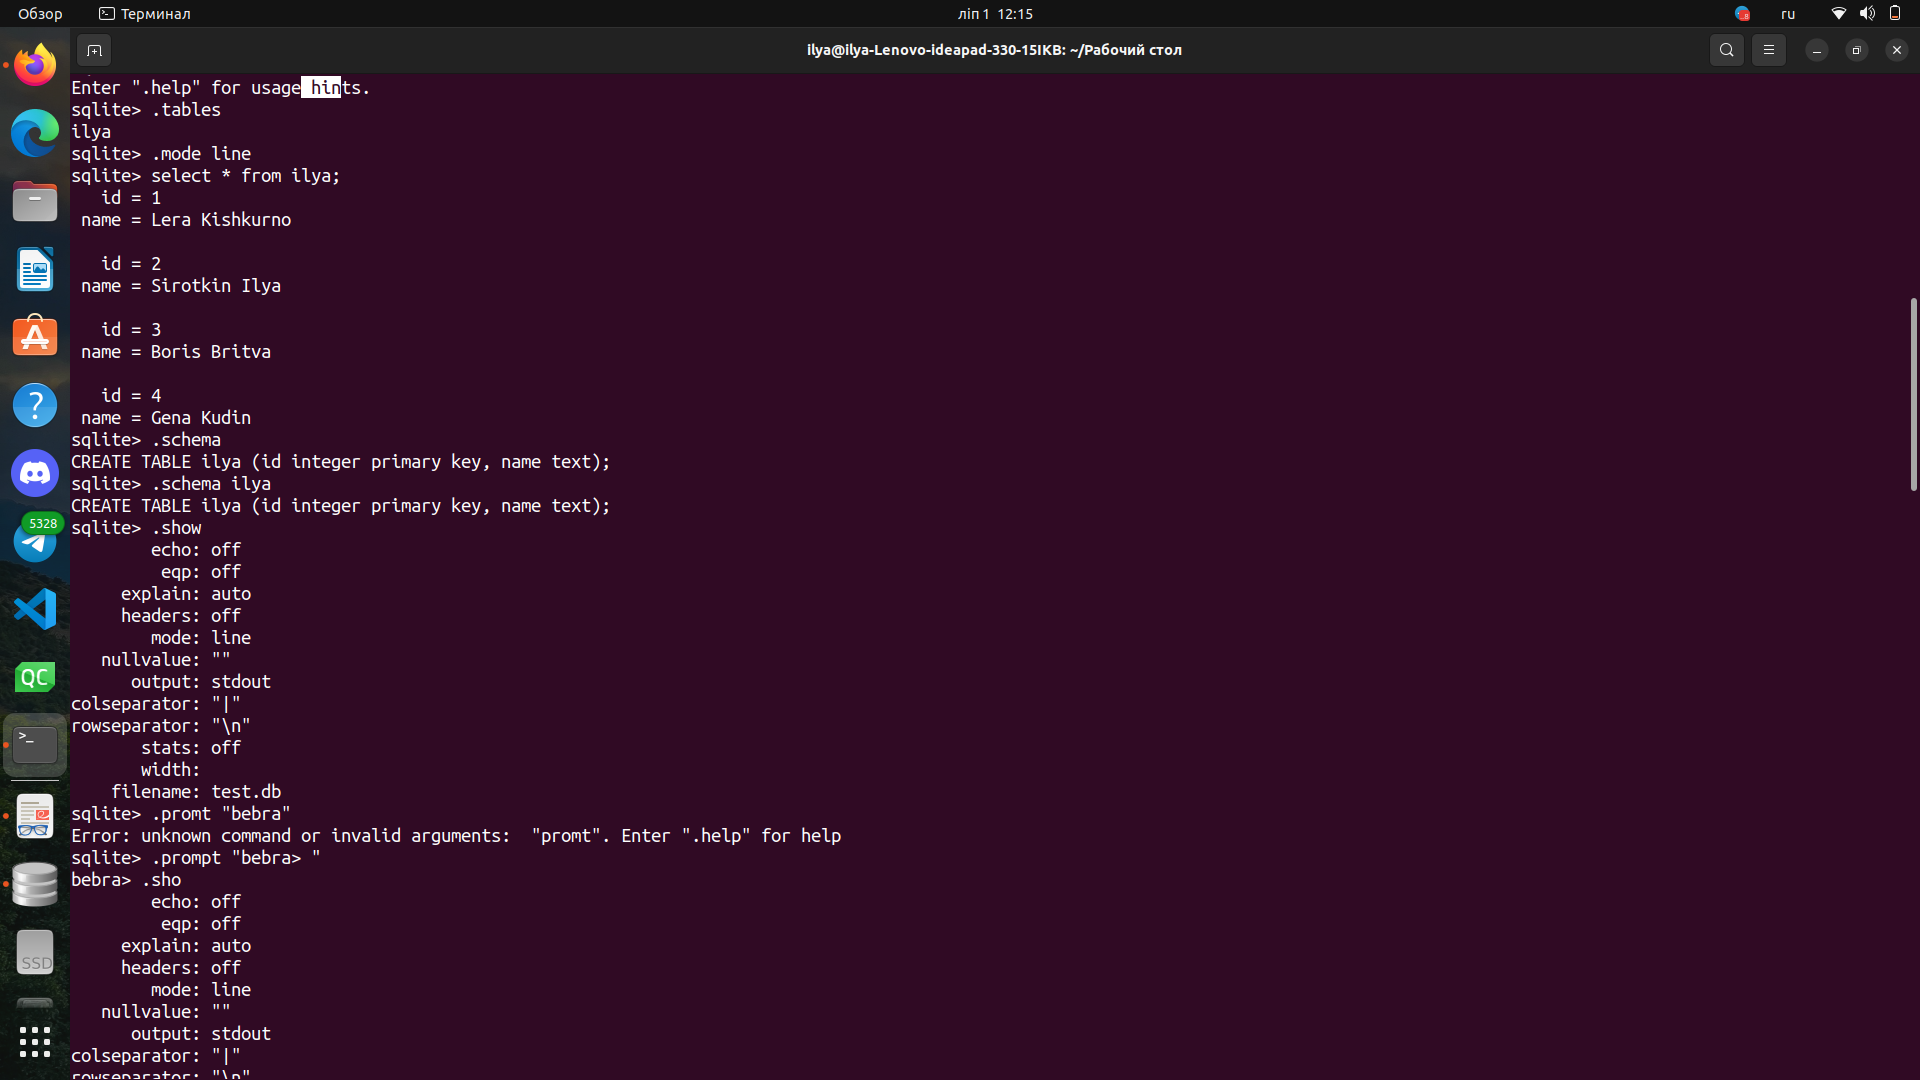 Обзор
Терминал
ліп 1 12:15
ru
ilya@ilya-Lenovo-ideapad-330-15IKB: ~/Рабочий стол
Enter ".help" for usage hints.
sqlite> .tables
ilya
sqlite> .mode line
sqlite> select * from ilya;
   id = 1
 name = Lera Kishkurno

   id = 2
 name = Sirotkin Ilya

   id = 3
 name = Boris Britva

   id = 4
 name = Gena Kudin
sqlite> .schema
CREATE TABLE ilya (id integer primary key, name text);
sqlite> .schema ilya
CREATE TABLE ilya (id integer primary key, name text);
sqlite> .show
        echo: off
         eqp: off
     explain: auto
     headers: off
        mode: line
   nullvalue: ""
      output: stdout
colseparator: "|"
rowseparator: "\n"
       stats: off
       width:
    filename: test.db
sqlite> .promt "bebra"
Error: unknown command or invalid arguments:  "promt". Enter ".help" for help
sqlite> .prompt "bebra> "
bebra> .sho
        echo: off
         eqp: off
     explain: auto
     headers: off
        mode: line
   nullvalue: ""
      output: stdout
colseparator: "|"
rowseparator: "\n"
5328
QC
>_
SSD